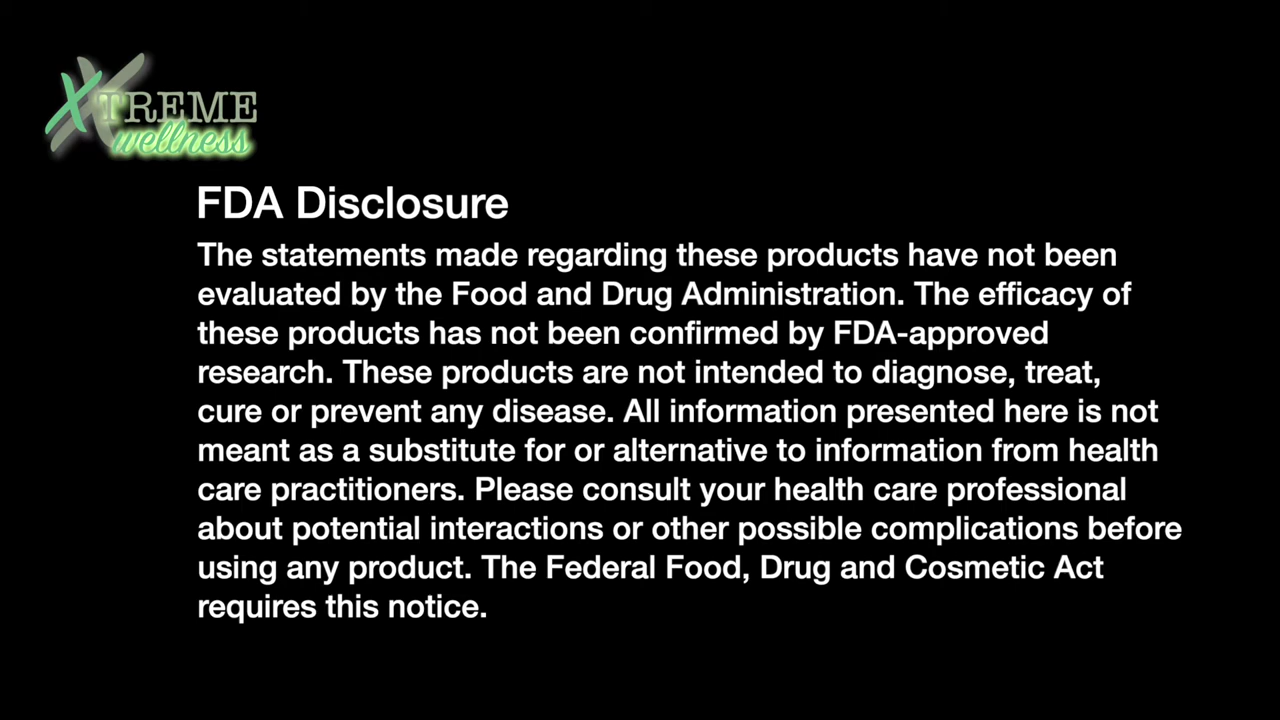 XTREME
wellness
FDA Disclosure
The statements made regarding these products have not been
evaluated by the Food and Drug Administration. The efficacy of
these products has not been confirmed by FDA-approved
research. These products are not intended to diagnose, treat,
cure or prevent any disease. All information presented here is not
meant as a substitute for or alternative to information from health
care practitioners. Please consult your health care professional
about potential interactions or other possible complications before
using any product. The Federal Food, Drug and Cosmetic Act
requires this notice.